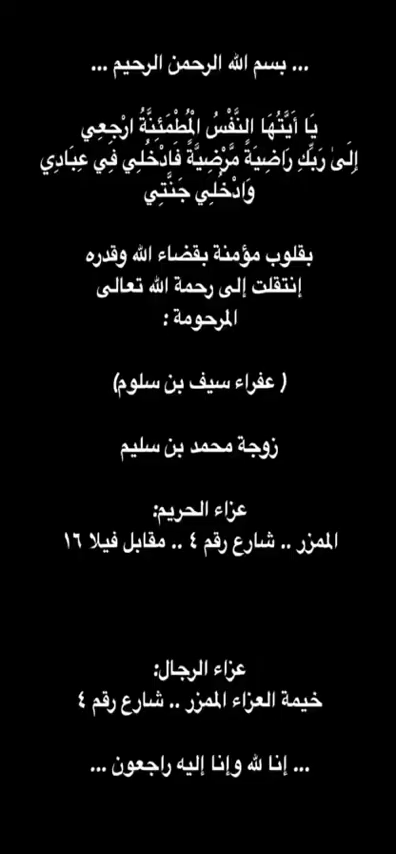 ... بسم الله الرحمن الرحيم ...
يَا أَيَّتُهَا النَّفْسُ الْمُطْمَئِنَّةُ ارْجِعِي
إِلَىٰ رَبِّكِ رَاضِيَةً مَّرْضِيَّةً فَادْخُلِي فِي عِبَادِي
وَادْخُلِي جَنَّتِي
بقلوب مؤمنة بقضاء الله وقدره
إنتقلت إلى رحمة الله تعالى
المرحومة :
( عفراء سيف بن سلوم)
زوجة محمد بن سليم
عزاء الحريم:
الممزر .. شارع رقم ٤ .. مقابل فيلا ١٦
عزاء الرجال:
خيمة العزاء الممزر .. شارع رقم ٤
... إنا لله وإنا إليه راجعون ...